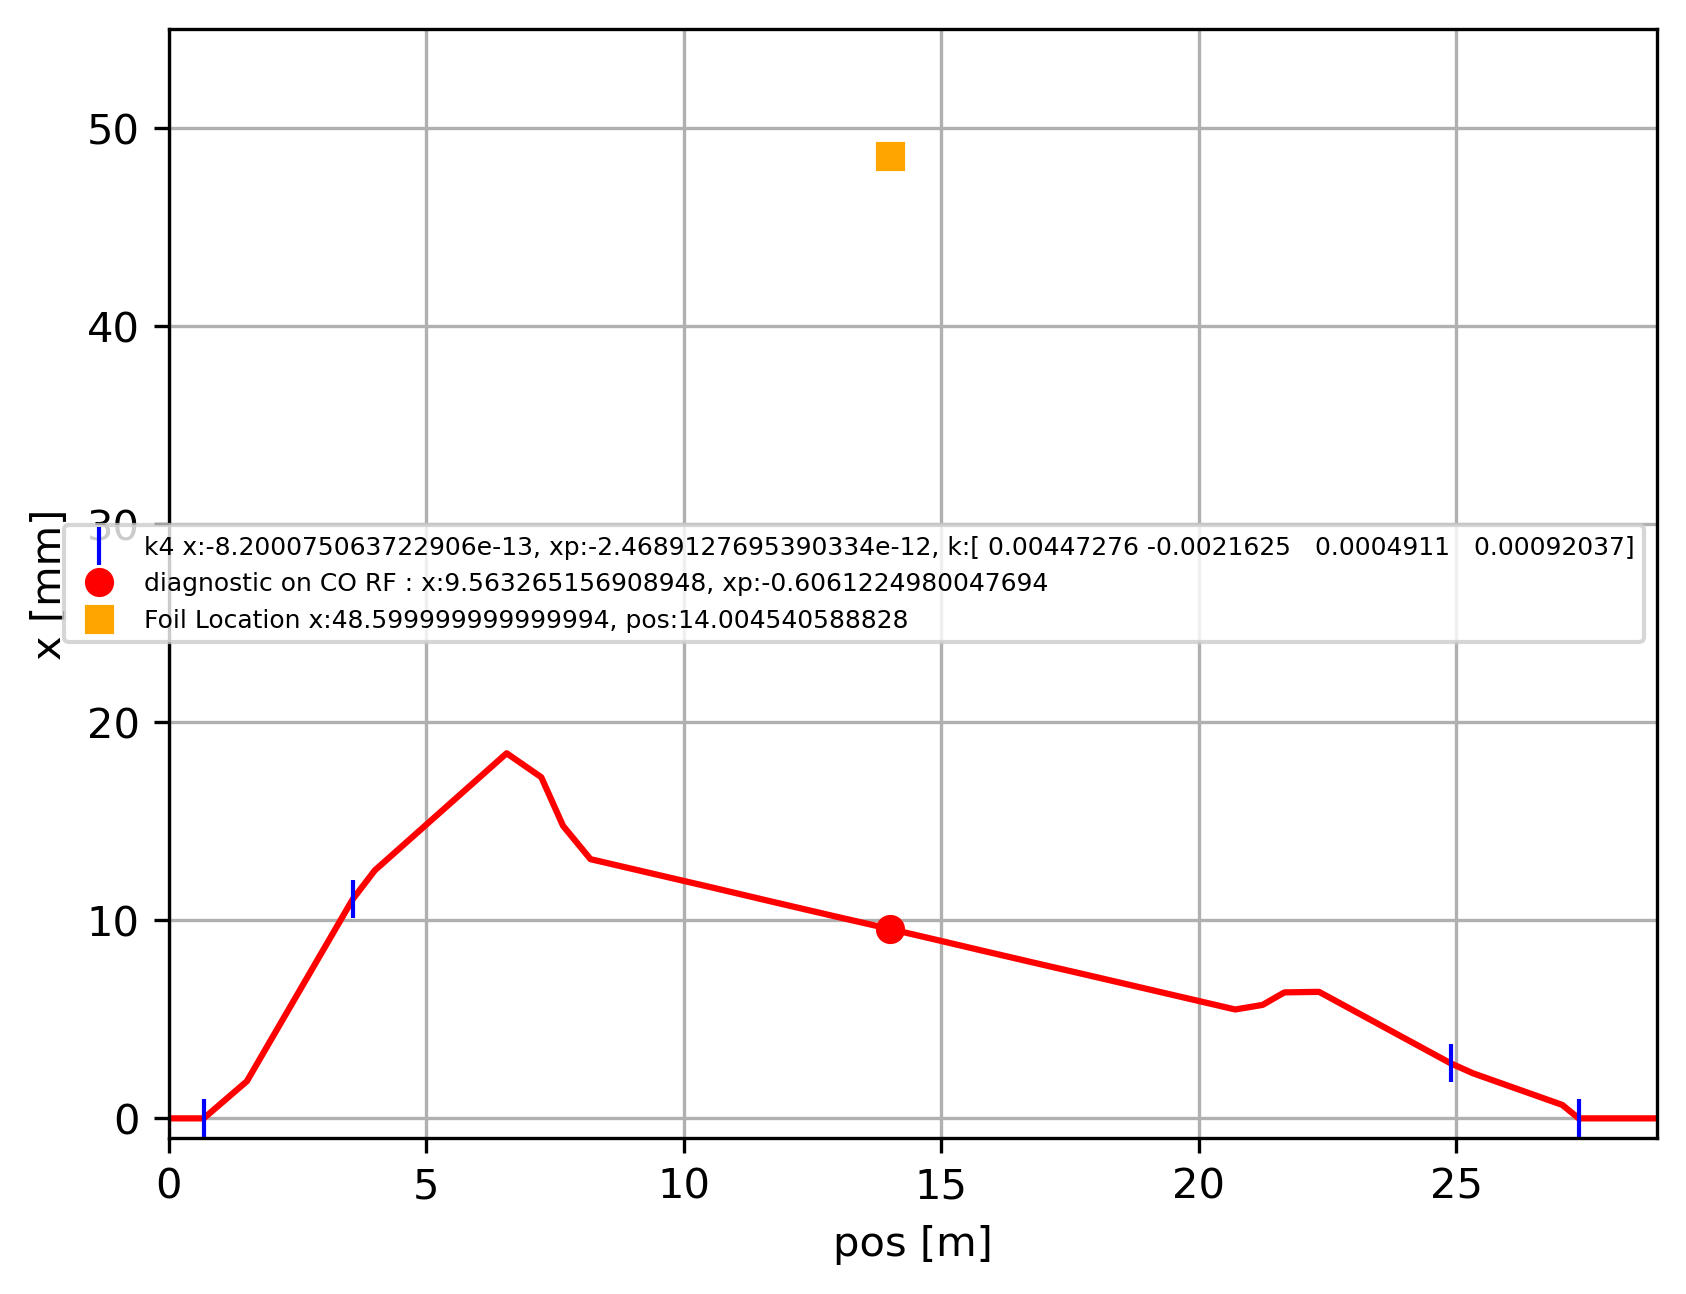 50
40
30
20
10
0
x [mm]
k4 x:-8.200075063722906e-13, xp:-2.4689127695390334e-12, k:[ 0.00447276 -0.0021625   0.0004911   0.00092037]
diagnostic on CO RF : x:9.563265156908948, xp:-0.6061224980047694
Foil Location x:48.599999999999994, pos:14.004540588828
0 5 10 15 20 25
pos [m]